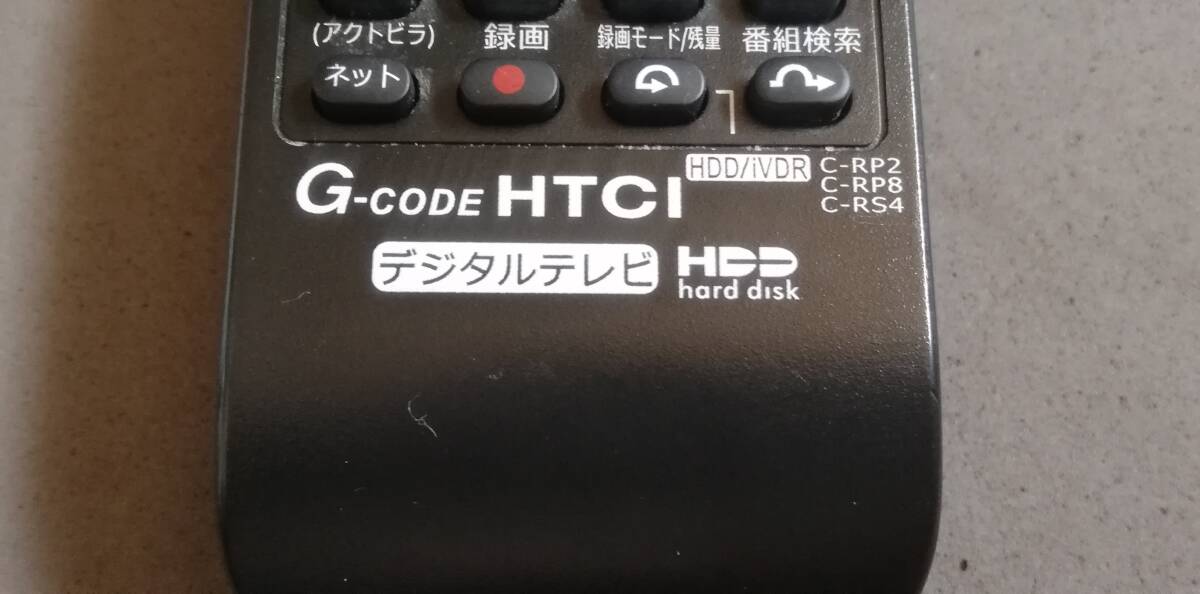 (アクトビラ) 録画 録画モード/残量 番組検索
ネット
HDD/iVDR C-RP2
C-RP8
C-RS4
G-CODE HTCI
デジタルテレビ HDD
hard disk